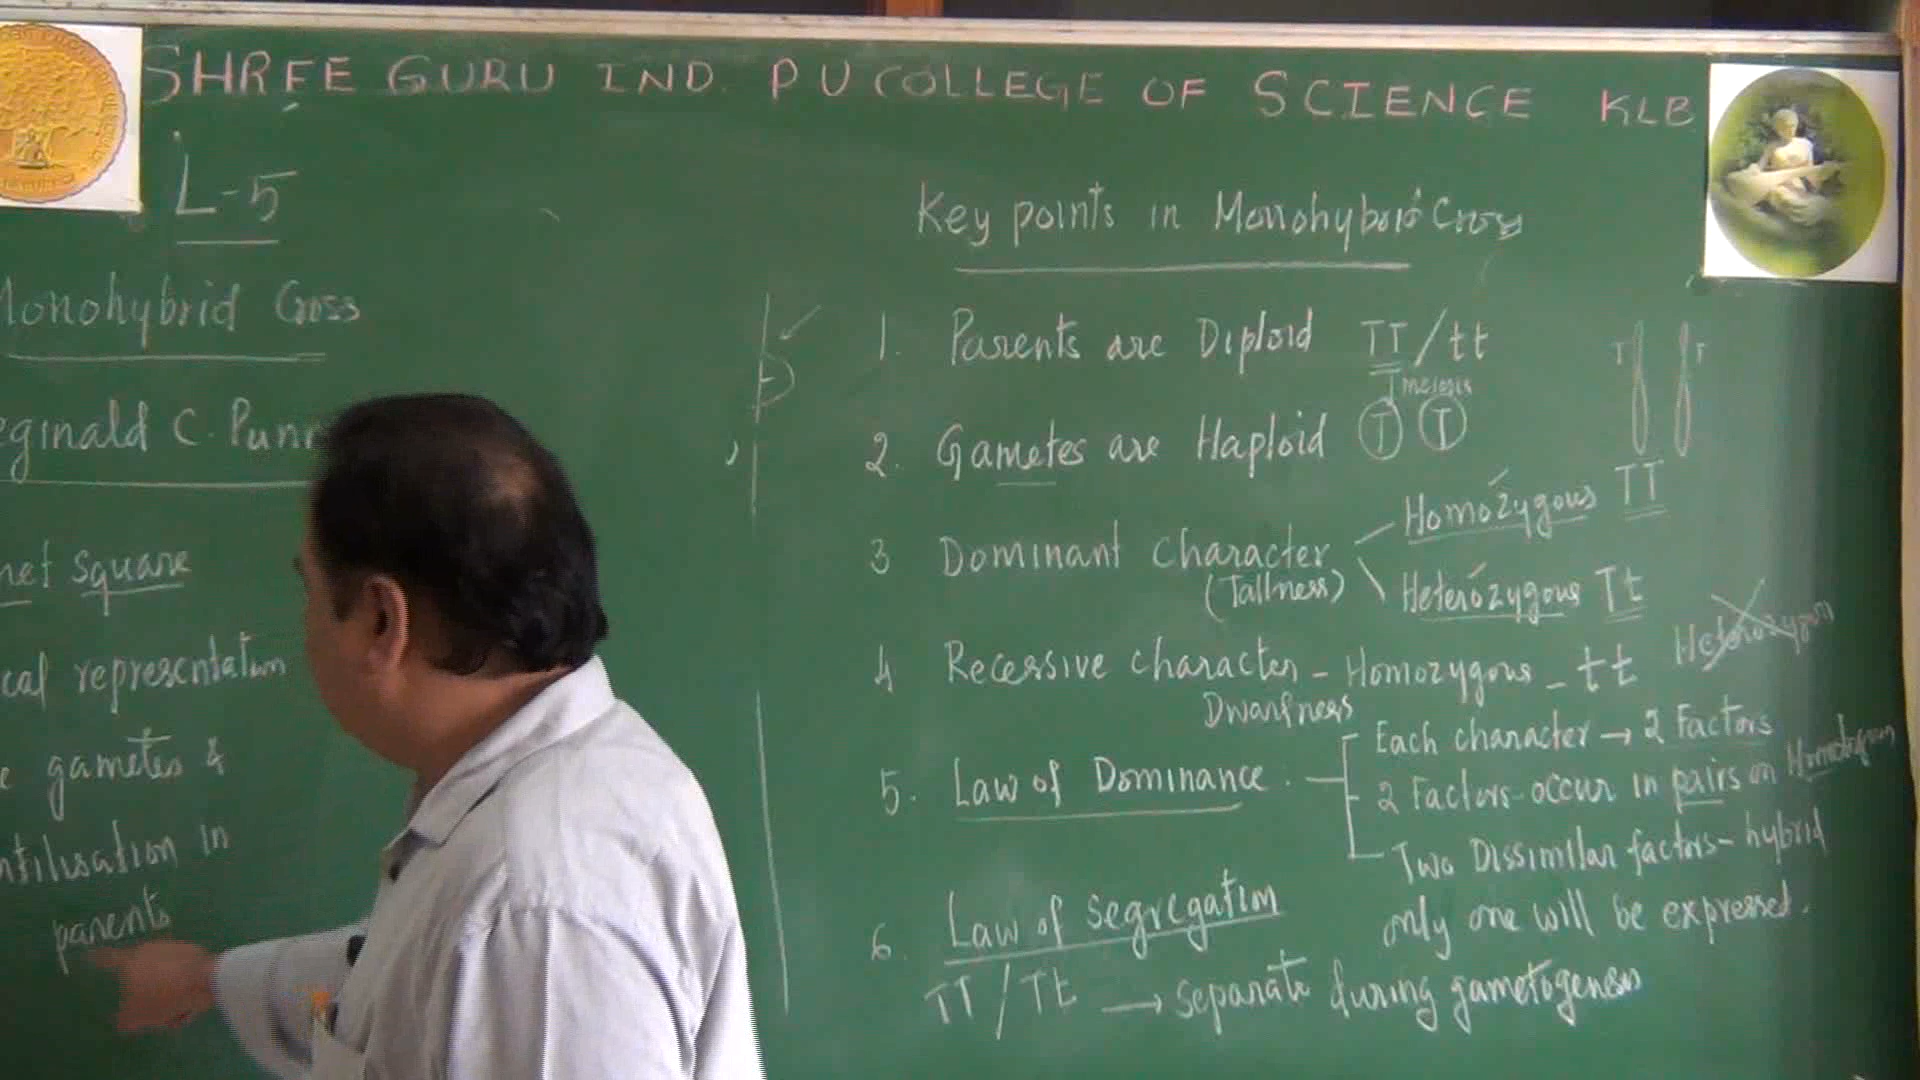 SHREE GURU IND. P U COLLEGE OF SCIENCE KLB
L-5
Monohybrid Cross
eginald C. Punn
net square
cal representation
e gametes &
rtilisation in
parents
Key points in Monohybrid Cross
1. Parents are Diploid TT/tt
meiosis
2. Gametes are Haploid T T
T T
TT
3 Dominant character Homozygous
(Tallness) Heterozygous Tt
4 Recessive character - Homozygous - tt Heterozygous
Dwarfness
5. Law of Dominance. Each character → 2 Factors
2 Factors - occur in pairs on
Two Dissimilar factors - hybrid
only one will be expressed.
6. Law of segregation
TT / Tt → separate during gametogenesis